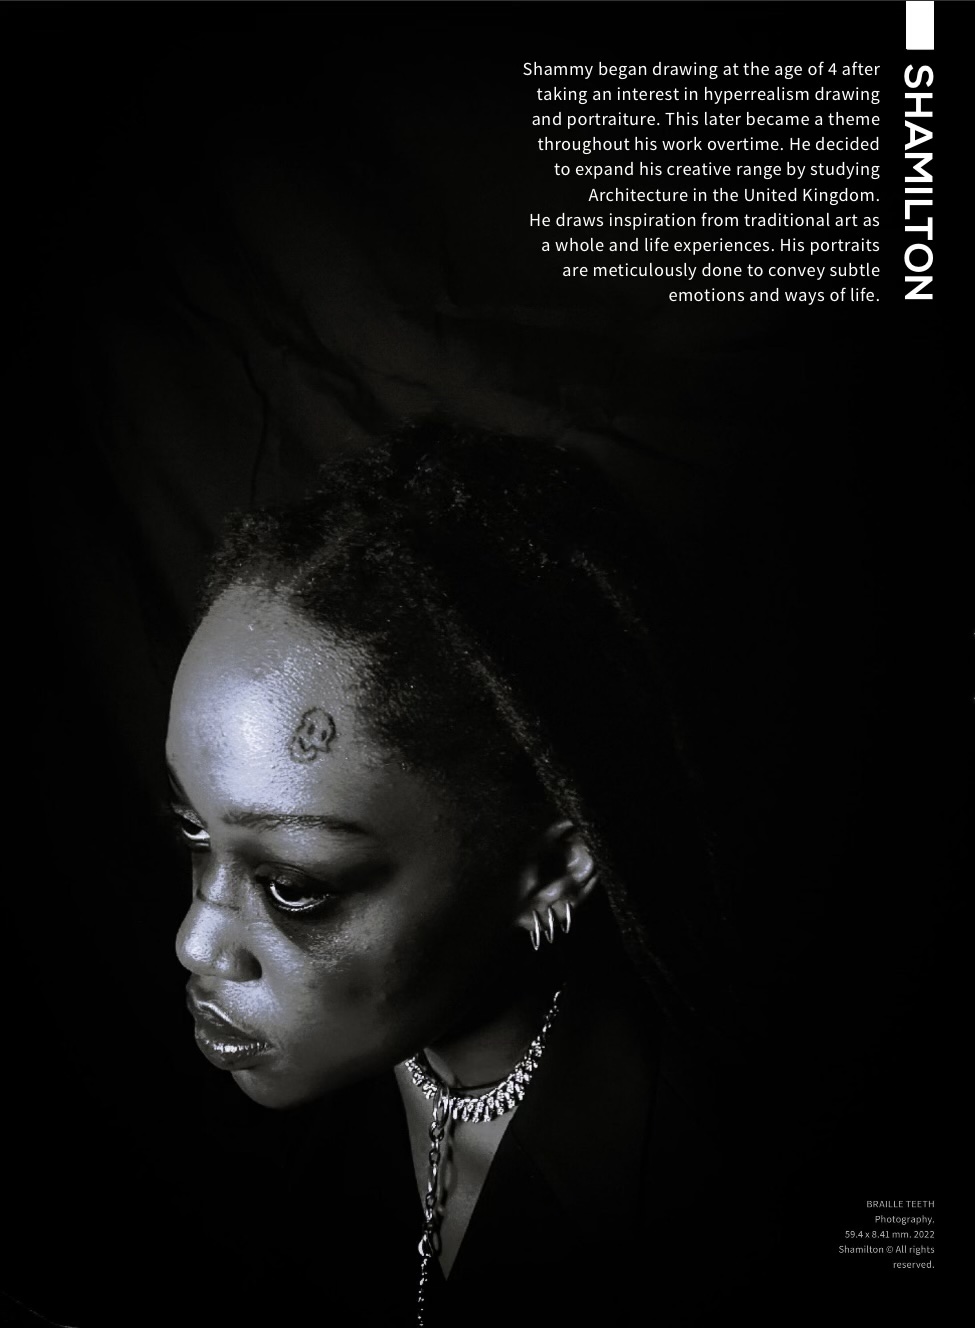 SHAMILTON
Shammy began drawing at the age of 4 after
taking an interest in hyperrealism drawing
and portraiture. This later became a theme
throughout his work overtime. He decided
to expand his creative range by studying
Architecture in the United Kingdom.
He draws inspiration from traditional art as
a whole and life experiences. His portraits
are meticulously done to convey subtle
emotions and ways of life.
BRAILLE TEETH
Photography.
59.4 x 8.41 mm. 2022
Shamilton © All rights
reserved.